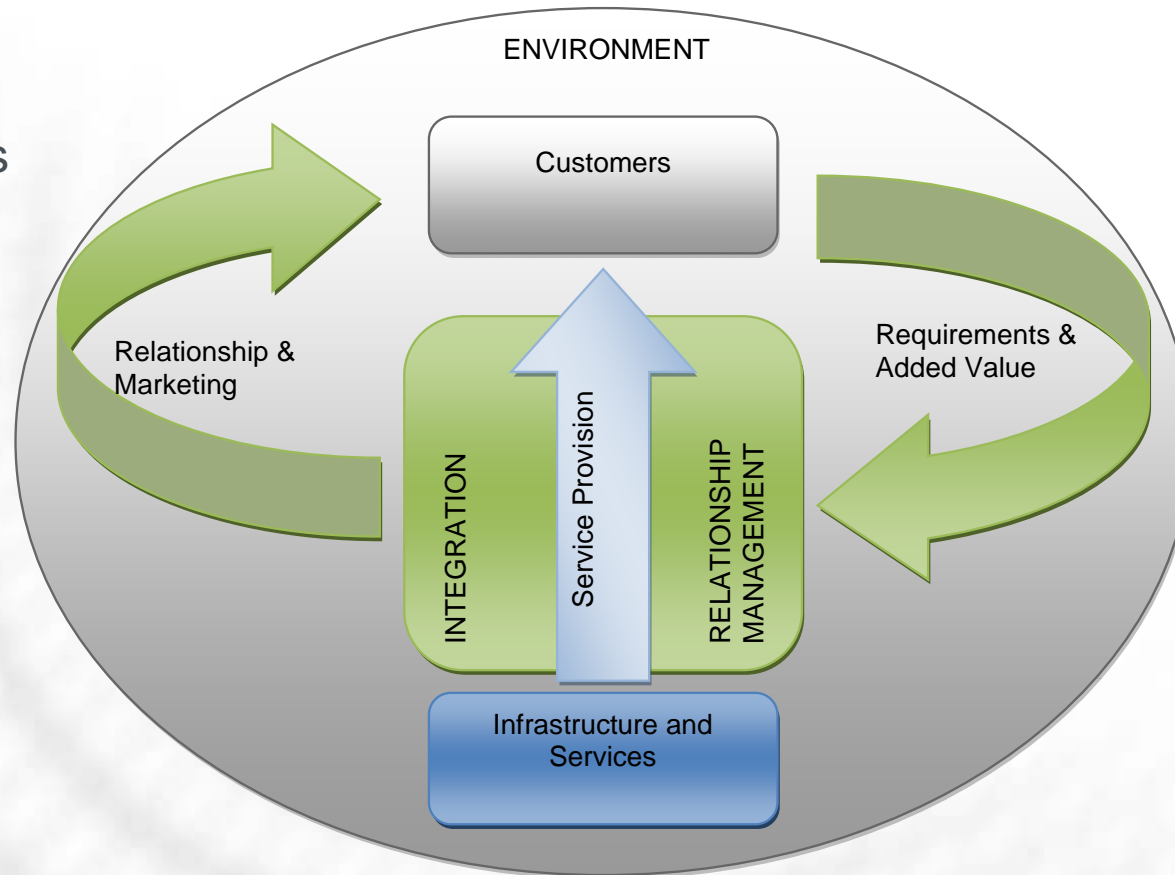 ENVIRONMENT
s
Customers
Relationship &
Marketing
Requirements &
Added Value
INTEGRATION
Service Provision
RELATIONSHIP
MANAGEMENT
Infrastructure and
Services